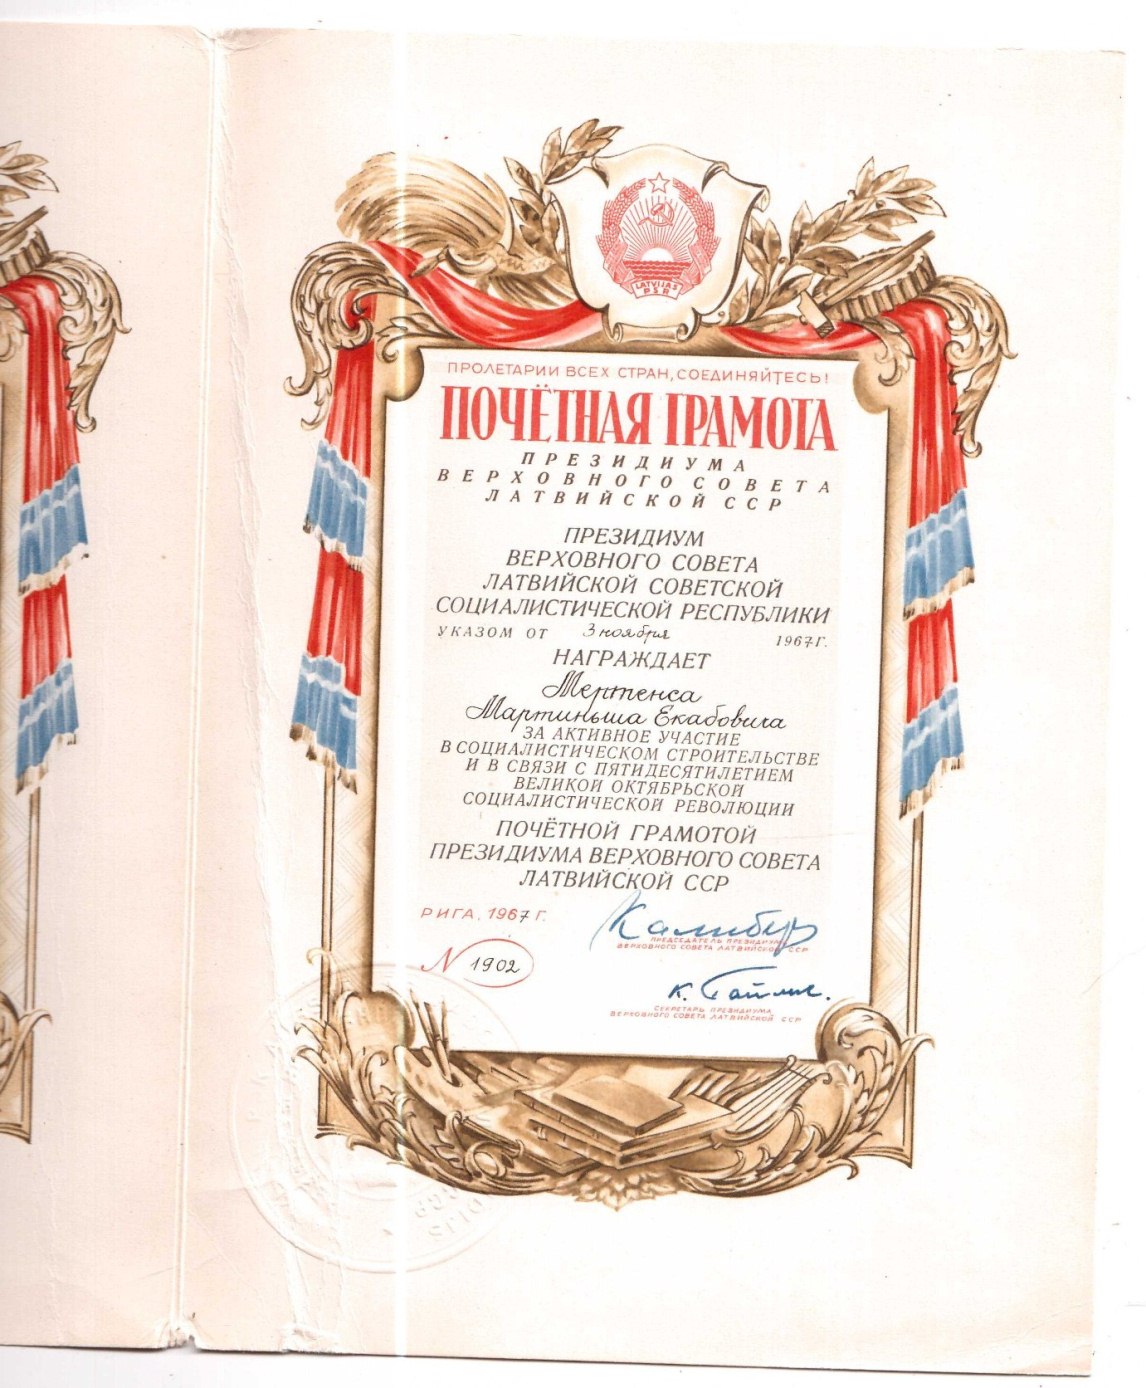 LATVIJAS
PSR
ПРОЛЕТАРИИ ВСЕХ СТРАН, СОЕДИНЯЙТЕСЬ!
ПОЧЁТНАЯ ГРАМОТА
ПРЕЗИДИУМА
ВЕРХОВНОГО СОВЕТА
ЛАТВИЙСКОЙ ССР
ПРЕЗИДИУМ
ВЕРХОВНОГО СОВЕТА
ЛАТВИЙСКОЙ СОВЕТСКОЙ
СОЦИАЛИСТИЧЕСКОЙ РЕСПУБЛИКИ
УКАЗОМ ОТ 3 ноября 1967 Г.
НАГРАЖДАЕТ
Мертенса
Мартиньша Екабовича
ЗА АКТИВНОЕ УЧАСТИЕ
В СОЦИАЛИСТИЧЕСКОМ СТРОИТЕЛЬСТВЕ
И В СВЯЗИ С ПЯТИДЕСЯТИЛЕТИЕМ
ВЕЛИКОЙ ОКТЯБРЬСКОЙ
СОЦИАЛИСТИЧЕСКОЙ РЕВОЛЮЦИИ
ПОЧЁТНОЙ ГРАМОТОЙ
ПРЕЗИДИУМА ВЕРХОВНОГО СОВЕТА
ЛАТВИЙСКОЙ ССР
РИГА, 1967 Г.
Калнберз
ПРЕДСЕДАТЕЛЬ ПРЕЗИДИУМА
ВЕРХОВНОГО СОВЕТА ЛАТВИЙСКОЙ ССР
N 1902
К. Гайлис.
СЕКРЕТАРЬ ПРЕЗИДИУМА
ВЕРХОВНОГО СОВЕТА ЛАТВИЙСКОЙ ССР